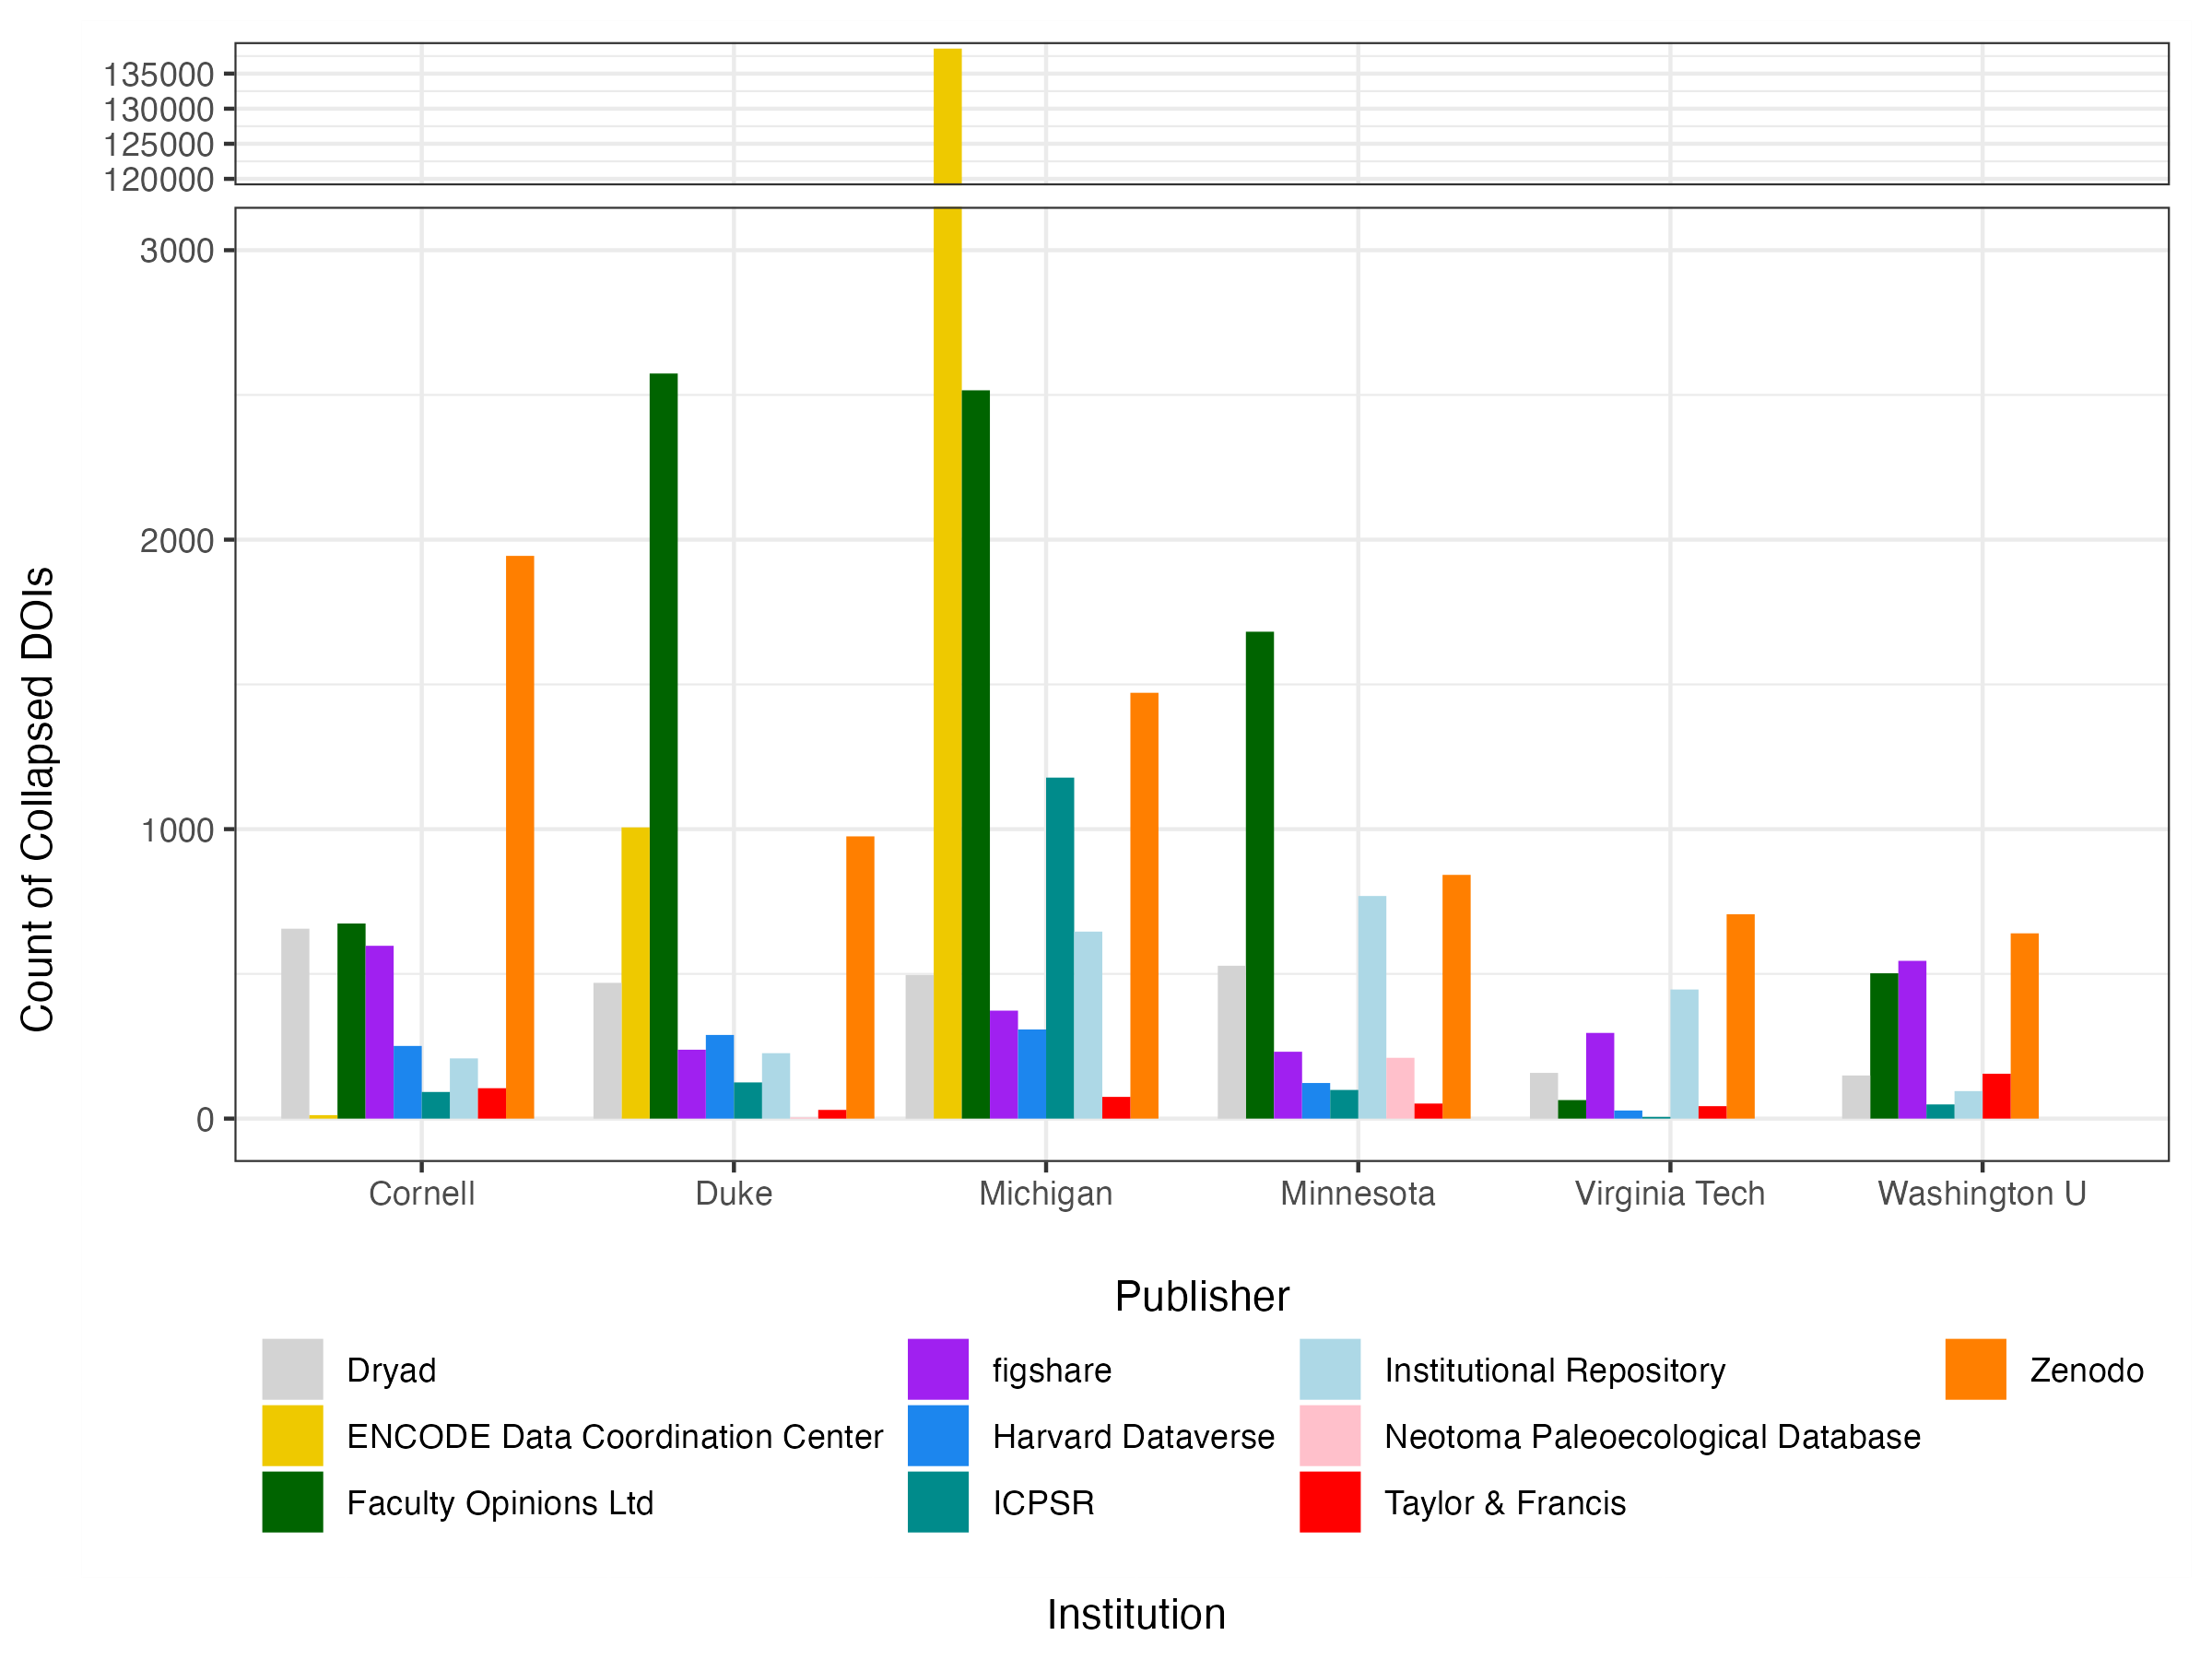 135000
130000
125000
120000
3000
2000
1000
0
Count of Collapsed DOIs
Cornell Duke Michigan Minnesota Virginia Tech Washington U
Publisher
Dryad figshare Institutional Repository Zenodo
ENCODE Data Coordination Center Harvard Dataverse Neotoma Paleoecological Database
Faculty Opinions Ltd ICPSR Taylor & Francis
Institution